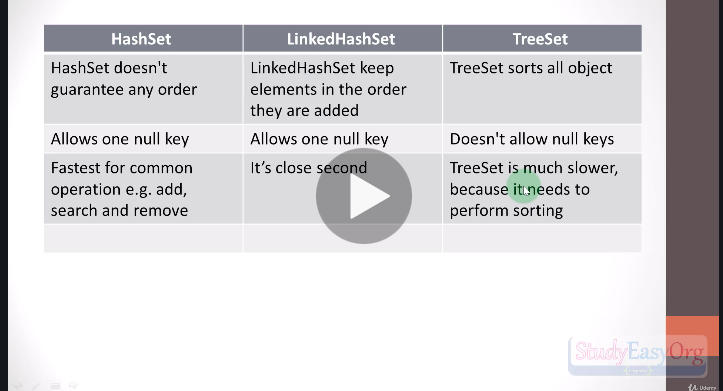 HashSet
LinkedHashSet
TreeSet
HashSet doesn't
guarantee any order
LinkedHashSet keep
elements in the order
they are added
TreeSet sorts all object
Allows one null key
Allows one null key
Doesn't allow null keys
Fastest for common
operation e.g. add,
search and remove
It's close second
TreeSet is much slower,
because it needs to
perform sorting
StudyEasyOrg
Udemy